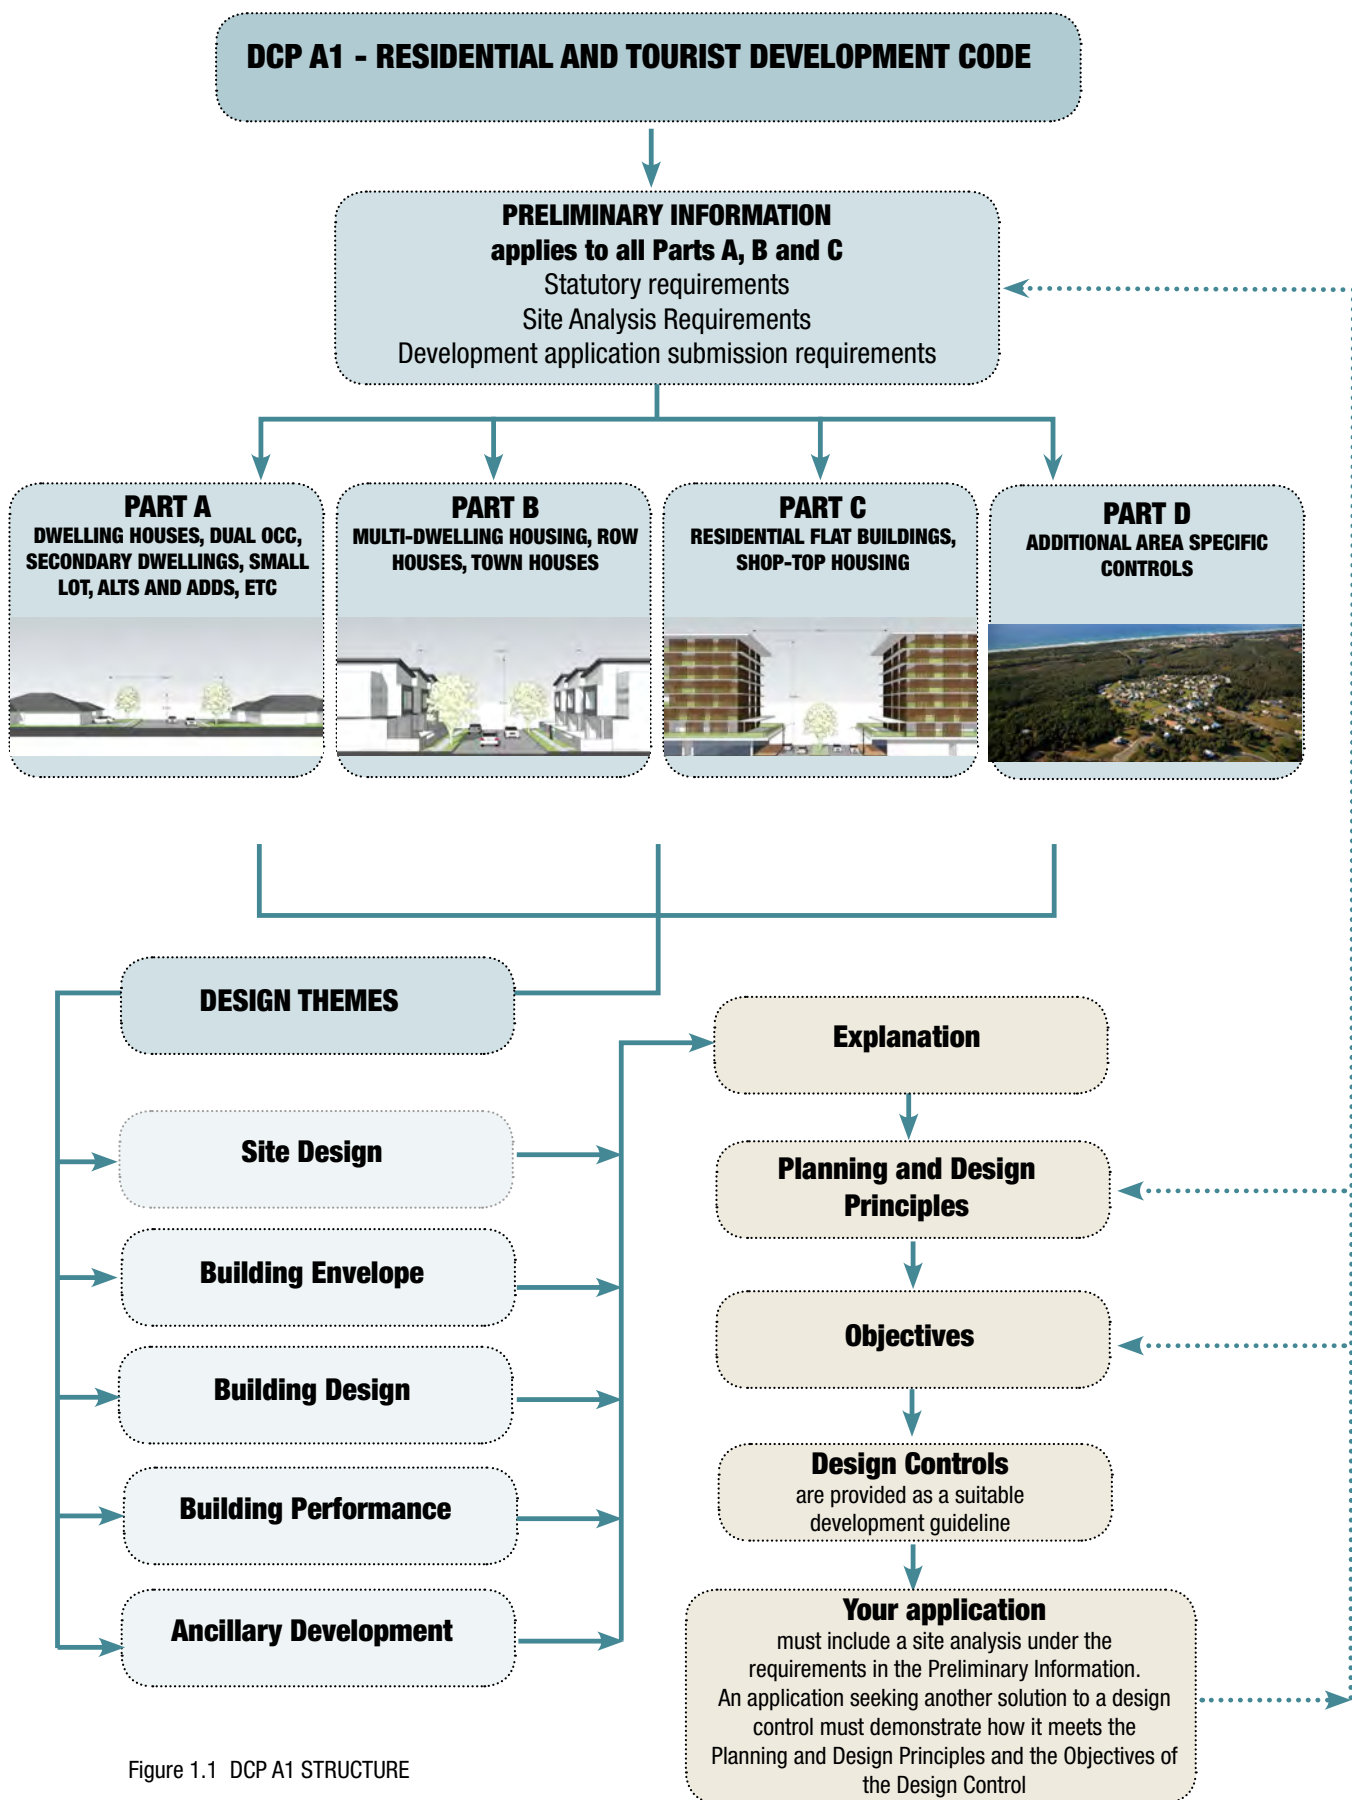 DCP A1 - RESIDENTIAL AND TOURIST DEVELOPMENT CODE
PRELIMINARY INFORMATION
applies to all Parts A, B and C
Statutory requirements
Site Analysis Requirements
Development application submission requirements
PART A
DWELLING HOUSES, DUAL OCC,
SECONDARY DWELLINGS, SMALL
LOT, ALTS AND ADDS, ETC
PART B
MULTI-DWELLING HOUSING, ROW
HOUSES, TOWN HOUSES
PART C
RESIDENTIAL FLAT BUILDINGS,
SHOP-TOP HOUSING
PART D
ADDITIONAL AREA SPECIFIC
CONTROLS
DESIGN THEMES
Site Design
Building Envelope
Building Design
Building Performance
Ancillary Development
Explanation
Planning and Design
Principles
Objectives
Design Controls
are provided as a suitable
development guideline
Your application
must include a site analysis under the
requirements in the Preliminary Information.
An application seeking another solution to a design
control must demonstrate how it meets the
Planning and Design Principles and the Objectives of
the Design Control
Figure 1.1 DCP A1 STRUCTURE